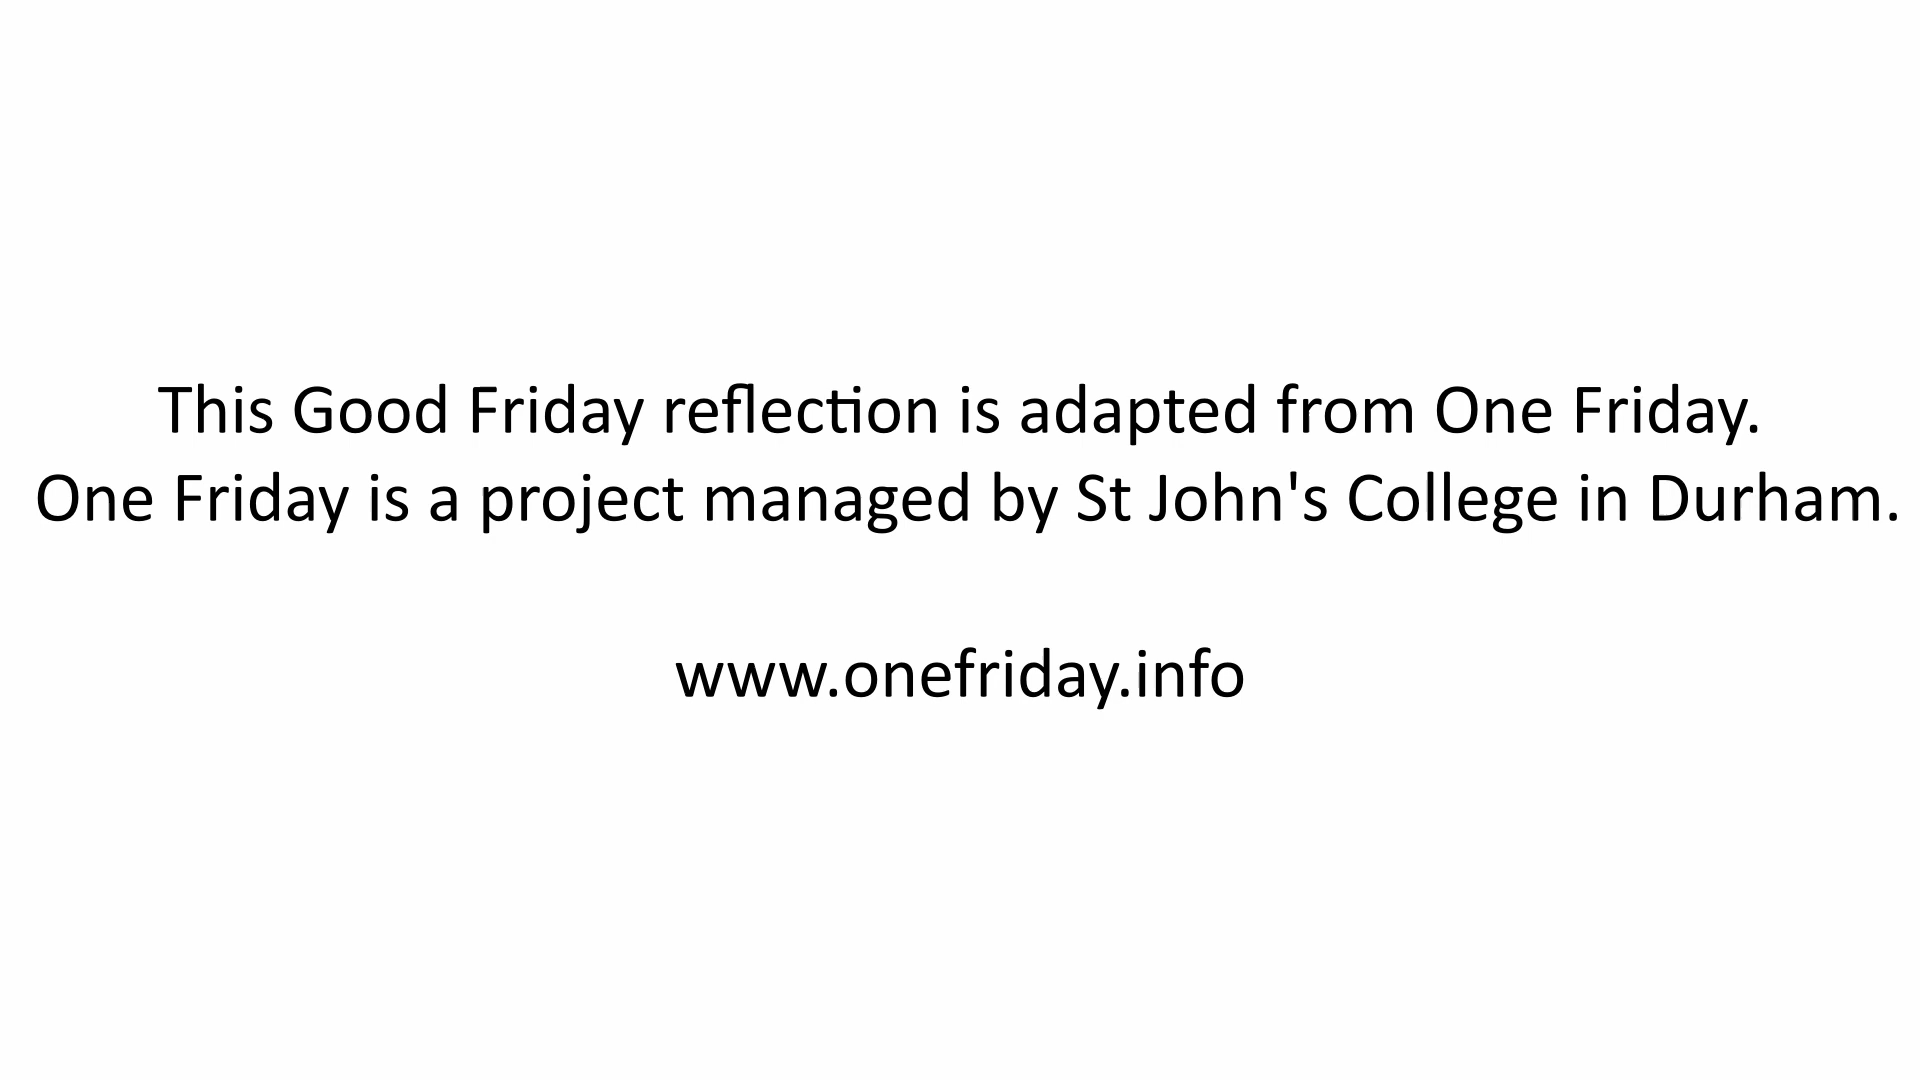 This Good Friday reflection is adapted from One Friday.
One Friday is a project managed by St John's College in Durham.
www.onefriday.info